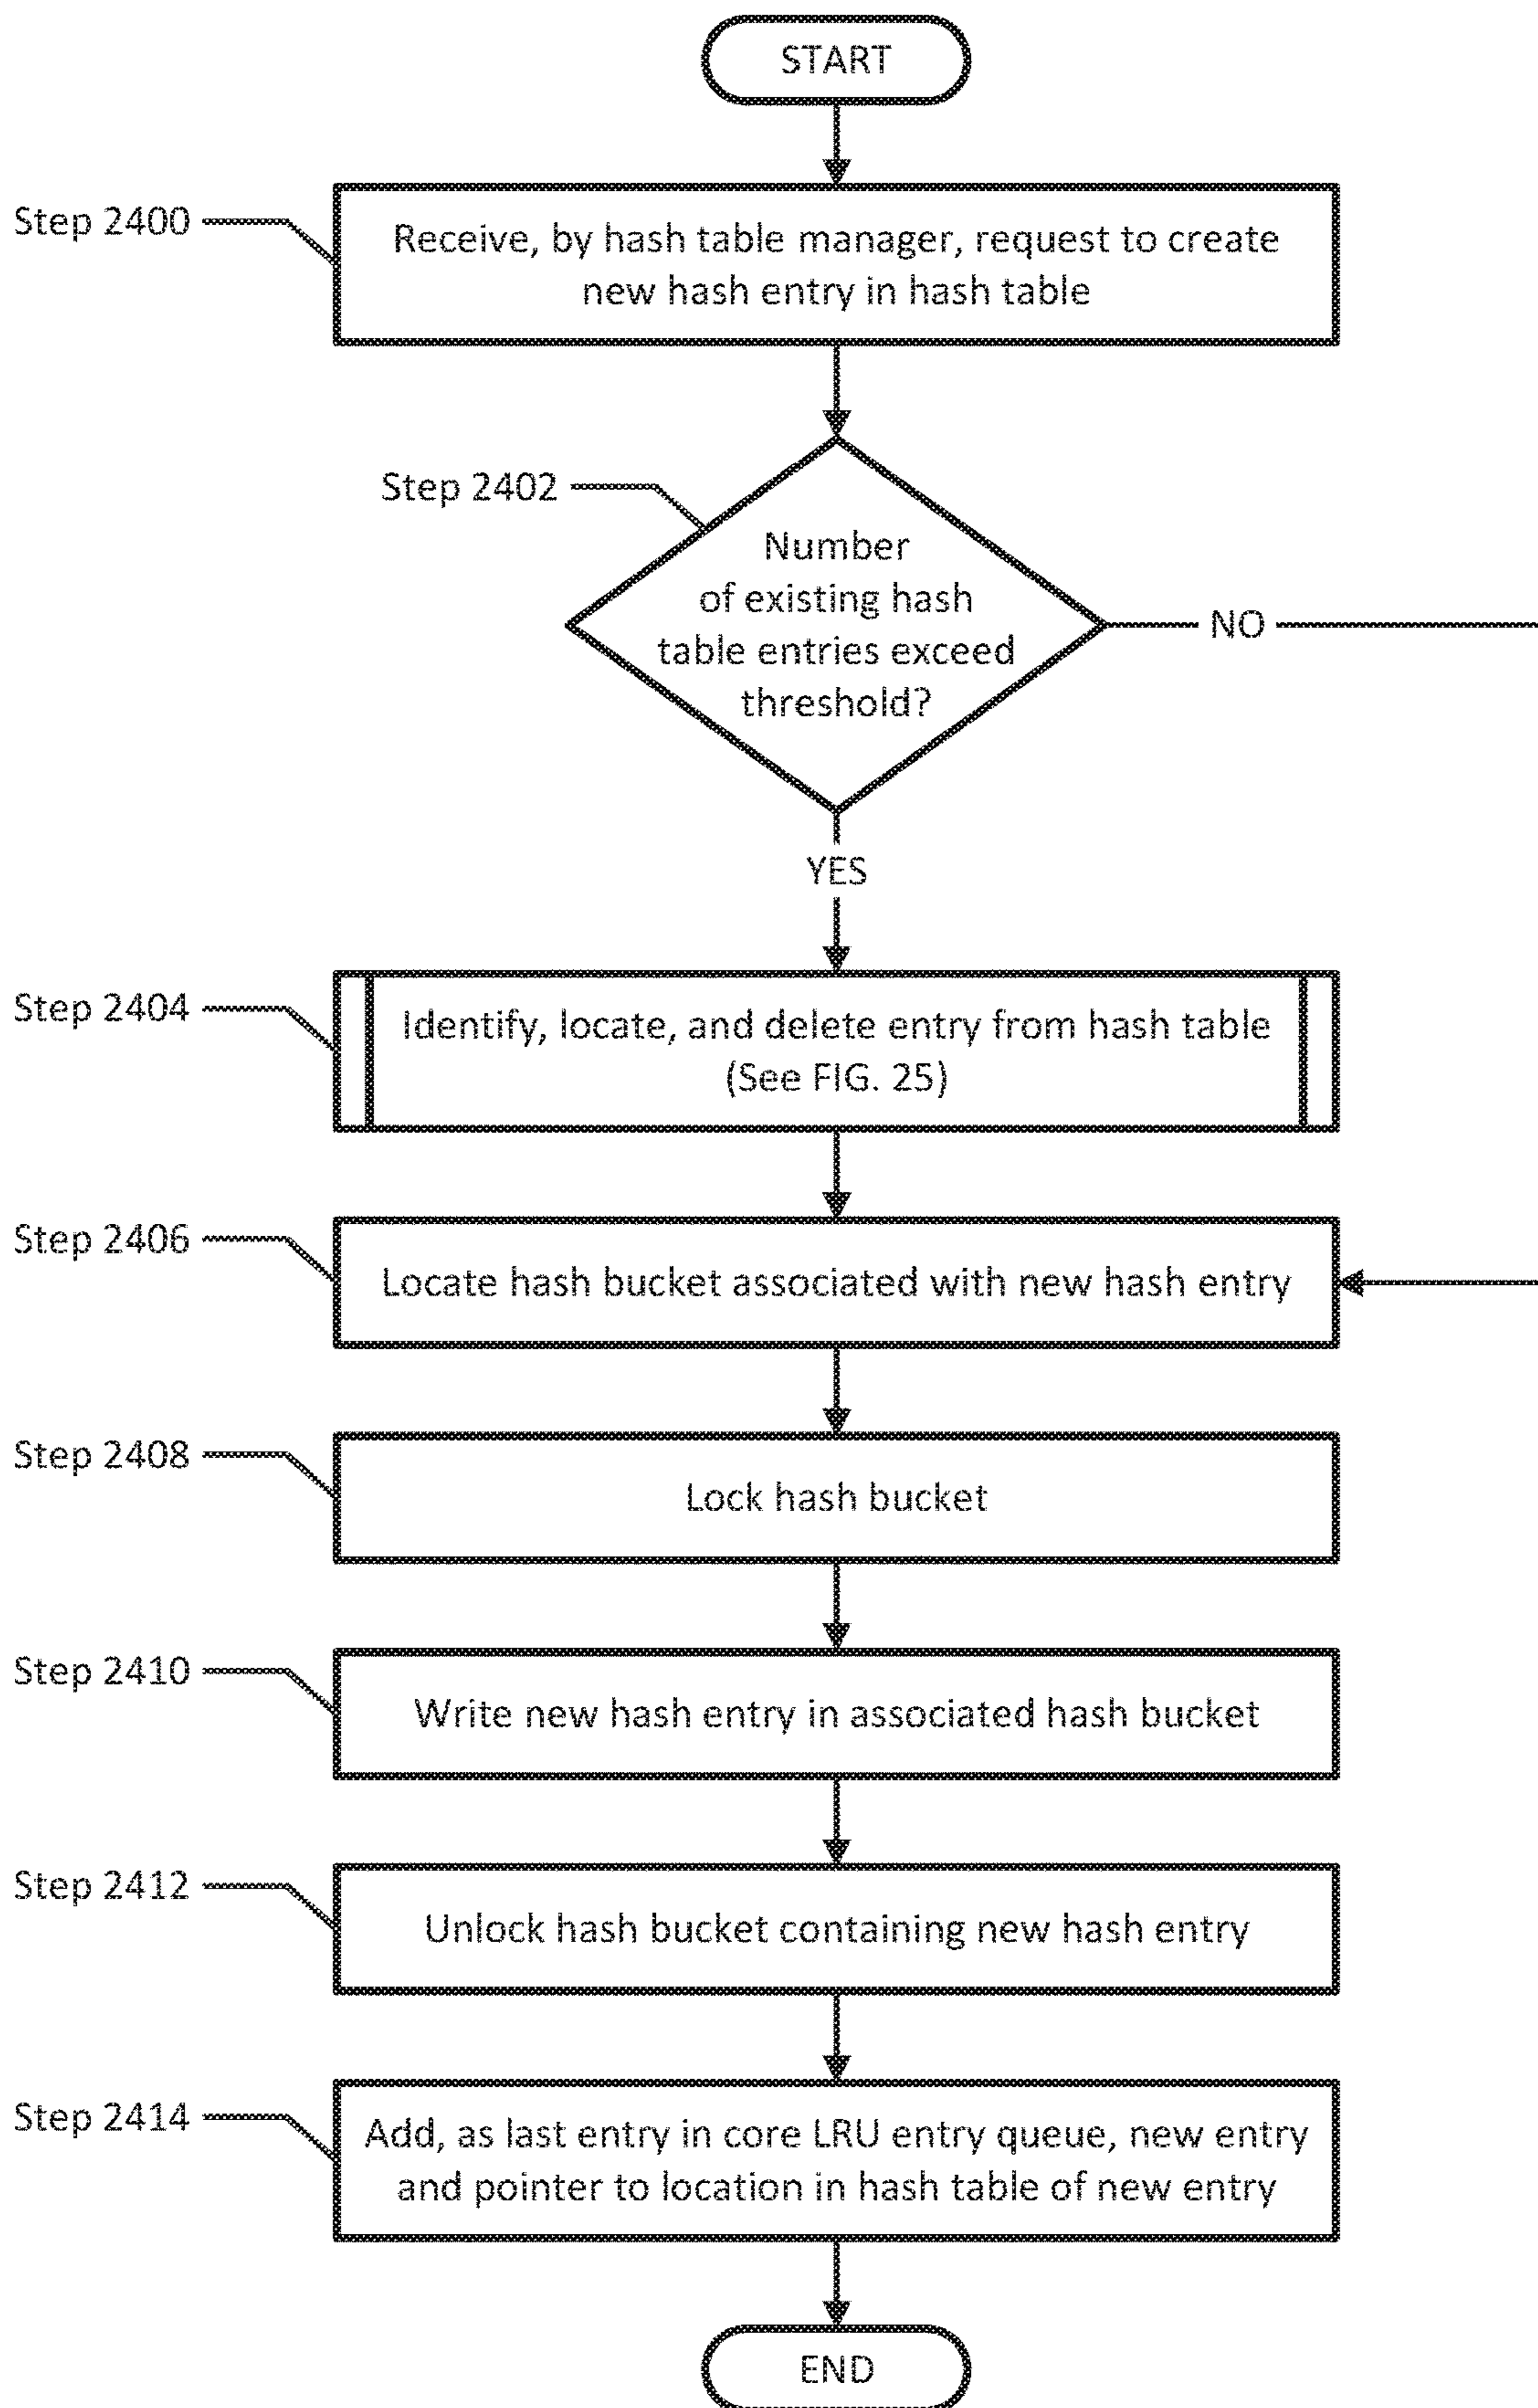 START
Step 2400
Receive, by hash table manager, request to create
new hash entry in hash table
Step 2402
Number
of existing hash
table entries exceed
threshold?
NO
YES
Step 2404
Identify, locate, and delete entry from hash table
(See FIG. 25)
Step 2406
Locate hash bucket associated with new hash entry
Step 2408
Lock hash bucket
Step 2410
Write new hash entry in associated hash bucket
Step 2412
Unlock hash bucket containing new hash entry
Step 2414
Add, as last entry in core LRU entry queue, new entry
and pointer to location in hash table of new entry
END